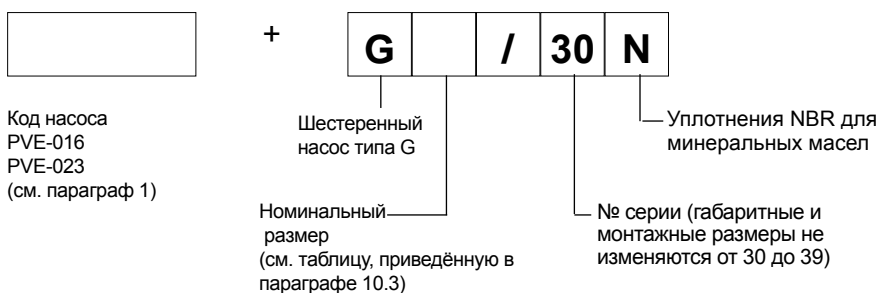 +
G / 30 N
Код насоса
PVE-016
PVE-023
(см. параграф 1)
Шестеренный
насос типа G
Уплотнения NBR для
минеральных масел
Номинальный
размер
(см. таблицу, приведённую в
параграфе 10.3)
№ серии (габаритные и
монтажные размеры не
изменяются от 30 до 39)